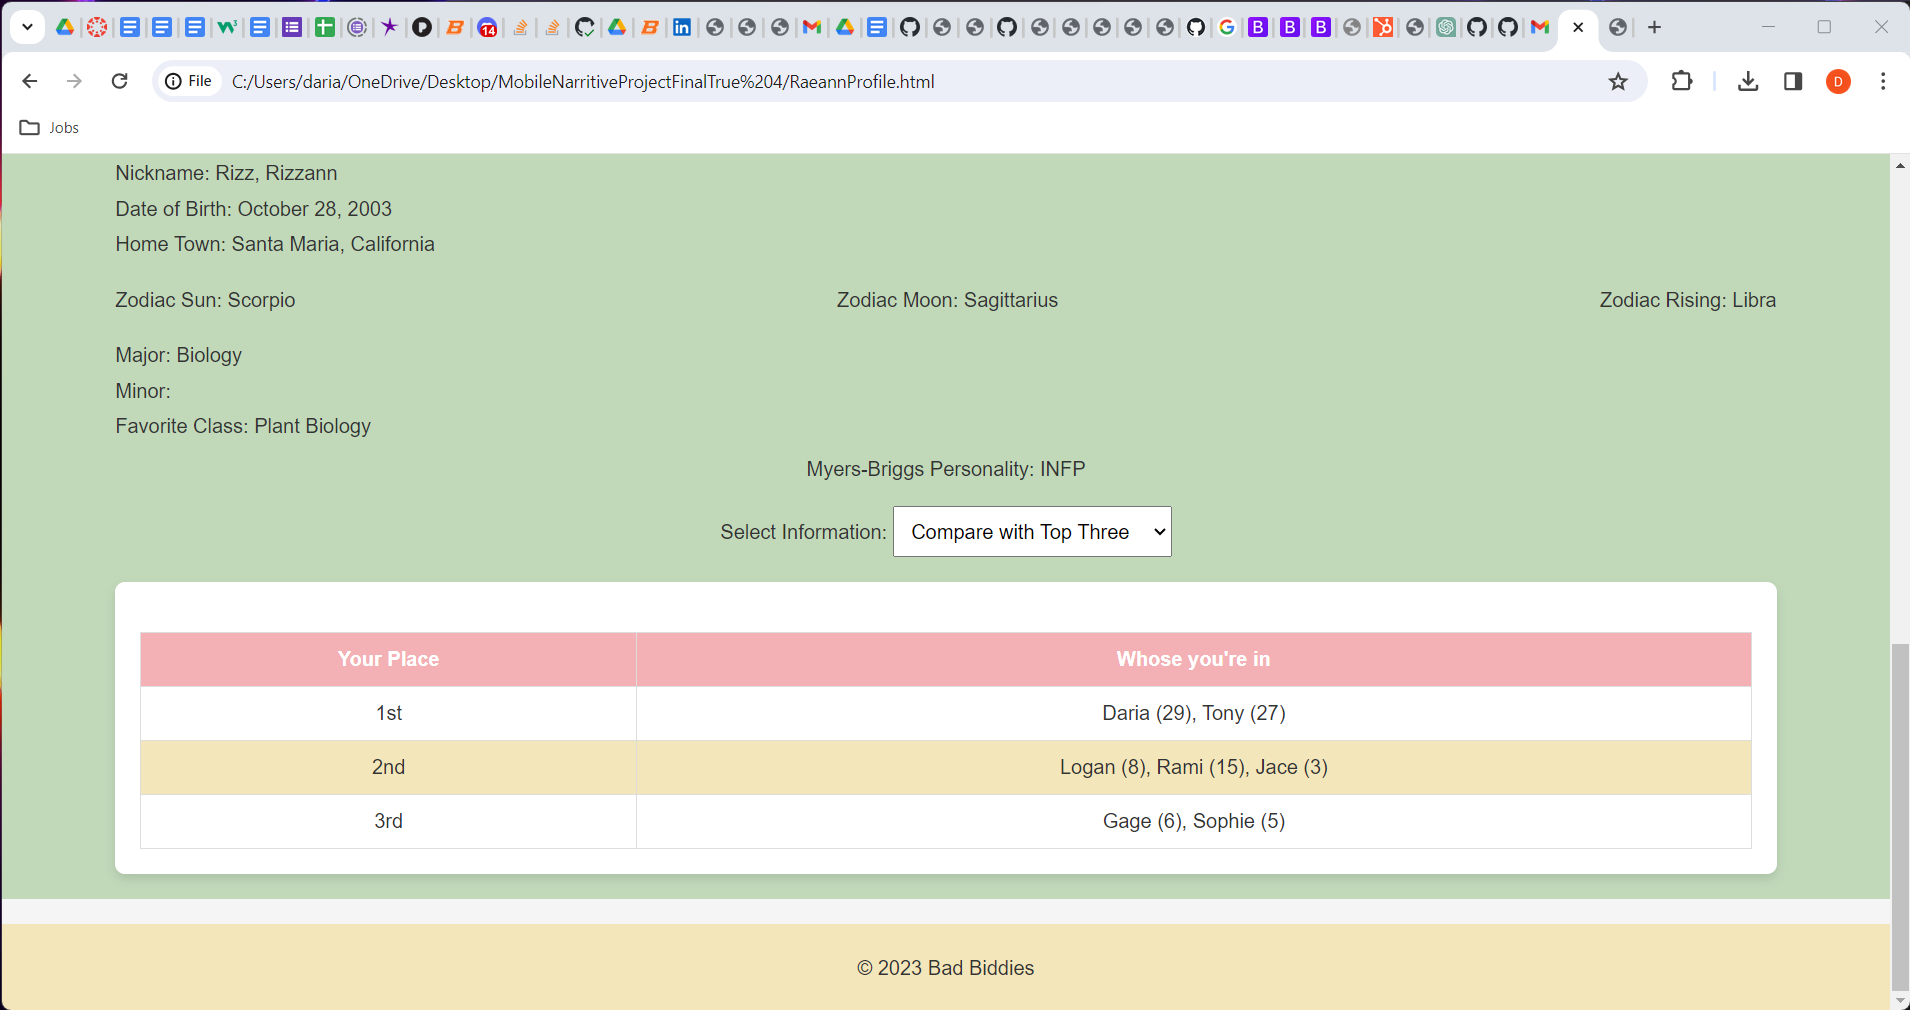 14
File C:/Users/daria/OneDrive/Desktop/MobileNarritiveProjectFinalTrue%204/RaeannProfile.html
D
Jobs
Nickname: Rizz, Rizzann
Date of Birth: October 28, 2003
Home Town: Santa Maria, California
Zodiac Sun: Scorpio Zodiac Moon: Sagittarius Zodiac Rising: Libra
Major: Biology
Minor:
Favorite Class: Plant Biology
Myers-Briggs Personality: INFP
Select Information: Compare with Top Three
Your Place Whose you're in
1st Daria (29), Tony (27)
2nd Logan (8), Rami (15), Jace (3)
3rd Gage (6), Sophie (5)
© 2023 Bad Biddies